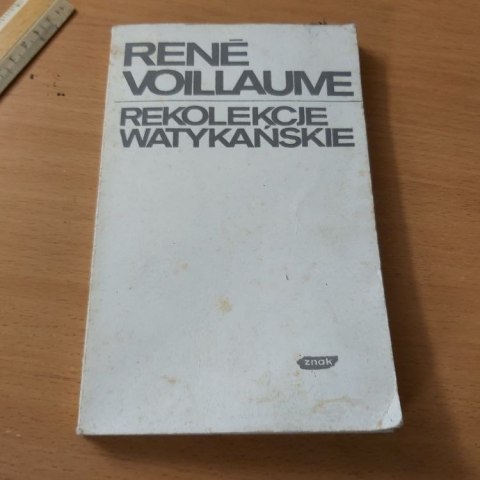 RENÉ
VOILLAUME
REKOLEKCJE
WATYKAŃSKIE
znak